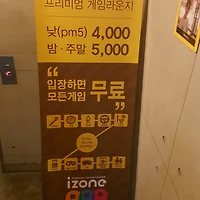 프리미엄 게임라운지
낮(pm5) 4,000
밤·주말 5,000
“입장하면
모든게임 무료”
izone